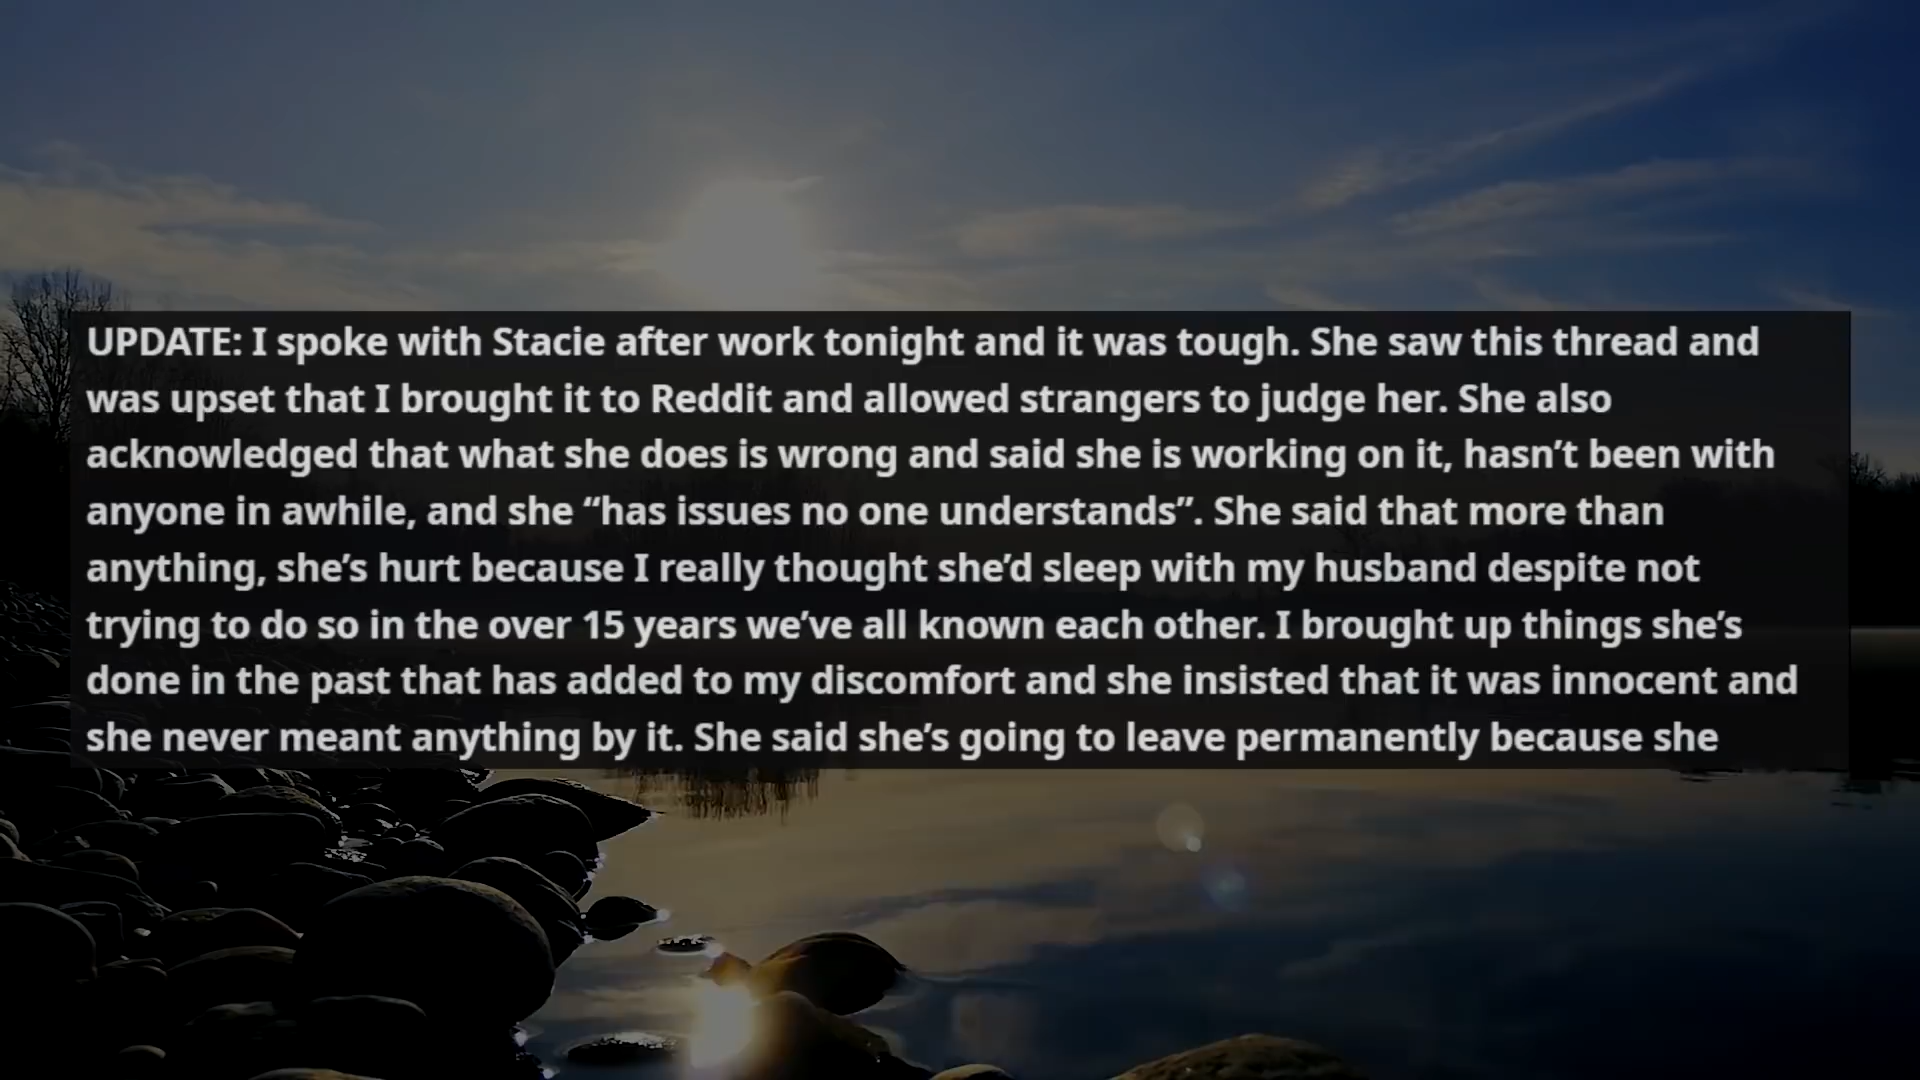 UPDATE: I spoke with Stacie after work tonight and it was tough. She saw this thread and
was upset that I brought it to Reddit and allowed strangers to judge her. She also
acknowledged that what she does is wrong and said she is working on it, hasn’t been with
anyone in awhile, and she “has issues no one understands”. She said that more than
anything, she’s hurt because I really thought she’d sleep with my husband despite not
trying to do so in the over 15 years we’ve all known each other. I brought up things she’s
done in the past that has added to my discomfort and she insisted that it was innocent and
she never meant anything by it. She said she’s going to leave permanently because she